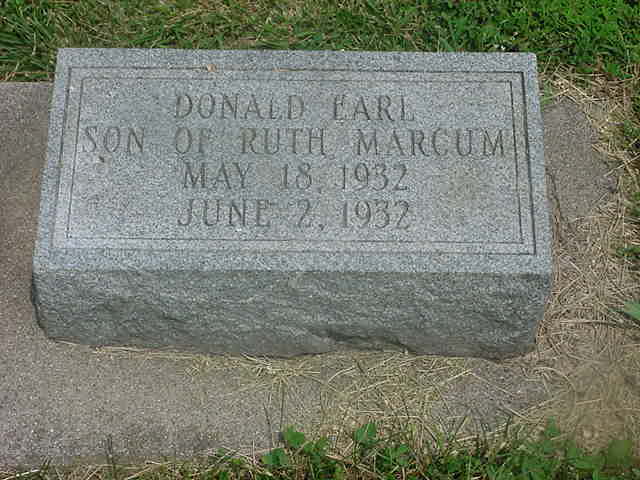 DONALD EARL
SON OF RUTH MARCUM
MAY 18, 1932
JUNE 2, 1932